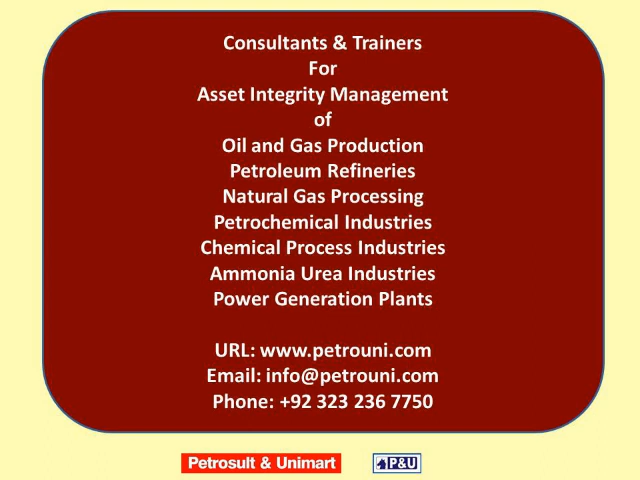 Consultants & Trainers
For
Asset Integrity Management
of
Oil and Gas Production
Petroleum Refineries
Natural Gas Processing
Petrochemical Industries
Chemical Process Industries
Ammonia Urea Industries
Power Generation Plants
URL: www.petrouni.com
Email: info@petrouni.com
Phone: +92 323 236 7750
Petrosult & Unimart
P&U